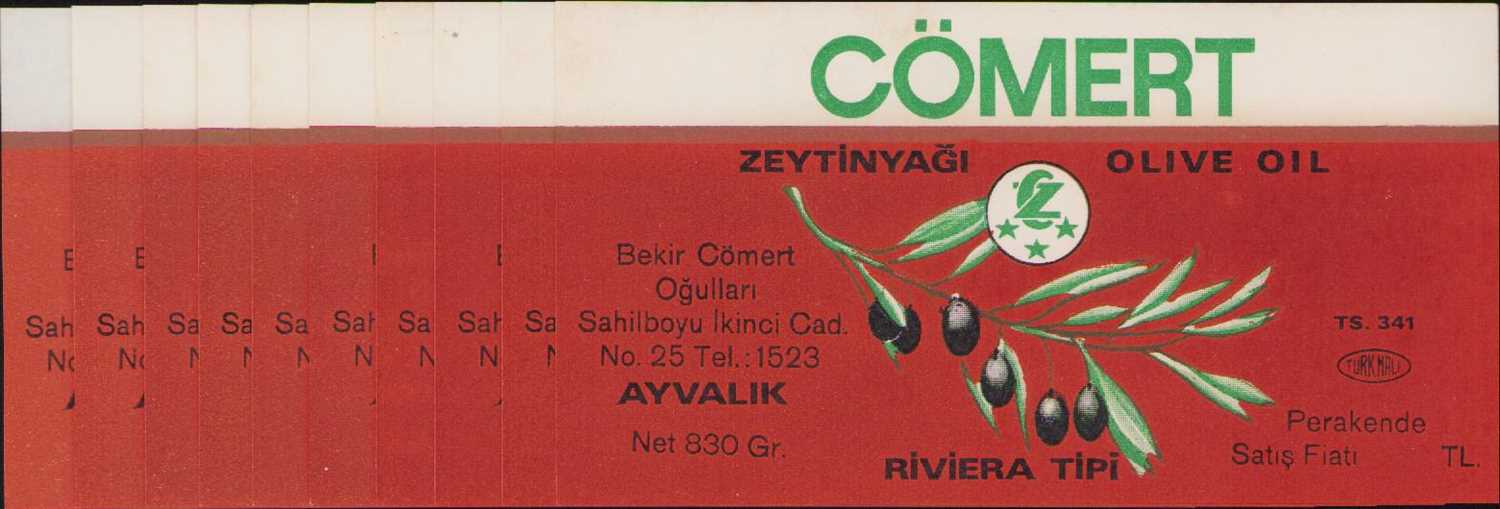 CÖMERT
ZEYTİNYAĞI
OLIVE OIL
Bekir Cömert
Oğulları
Sahilboyu İkinci Cad.
No. 25 Tel.:1523
AYVALIK
Net 830 Gr.
RİVİERA TİPİ
TS. 341
TÜRK MALI
Perakende
Satış Fiatı TL.